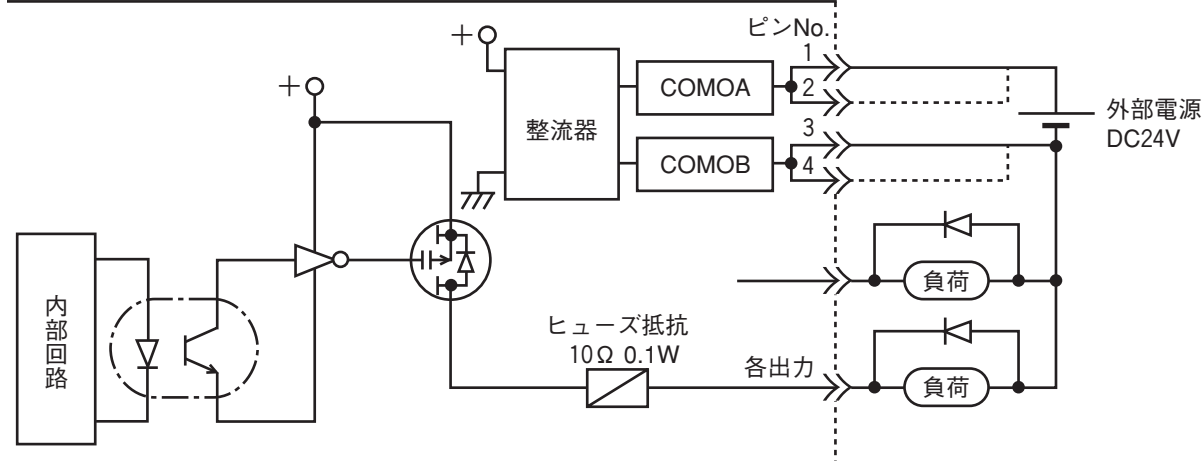 ピンNo.
1
2
3
4
+
+
整流器
COMOA
COMOB
外部電源
DC24V
内部回路
負荷
ヒューズ抵抗
10Ω 0.1W
各出力
負荷